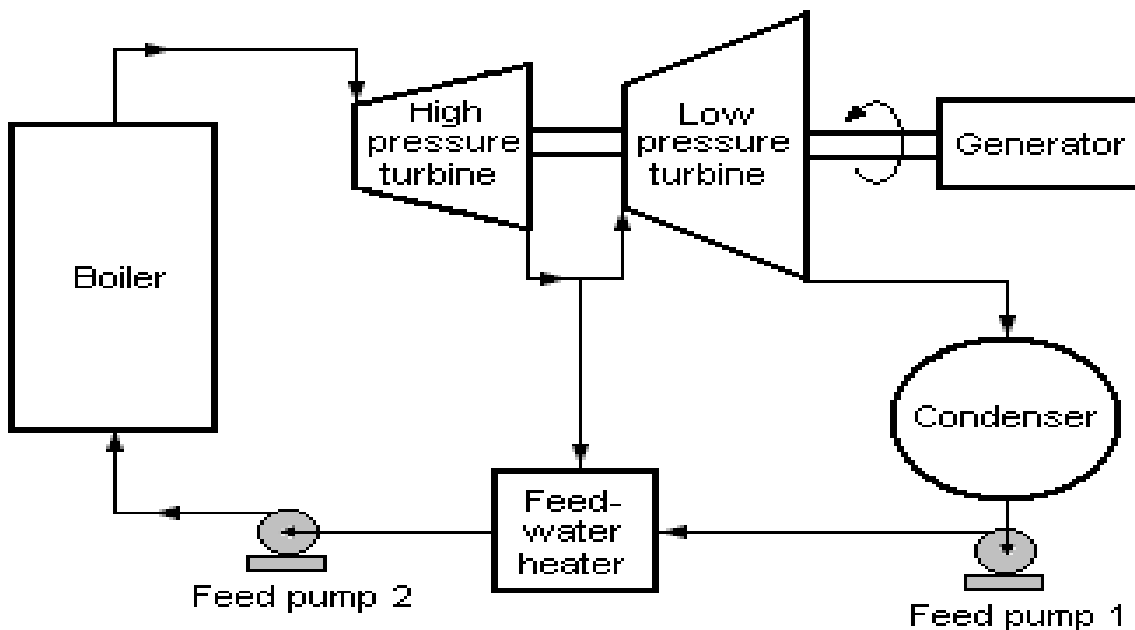 High
pressure
turbine
Low
pressure
turbine
Generator
Boiler
Condenser
Feed-
water
heater
Feed pump 2
Feed pump 1